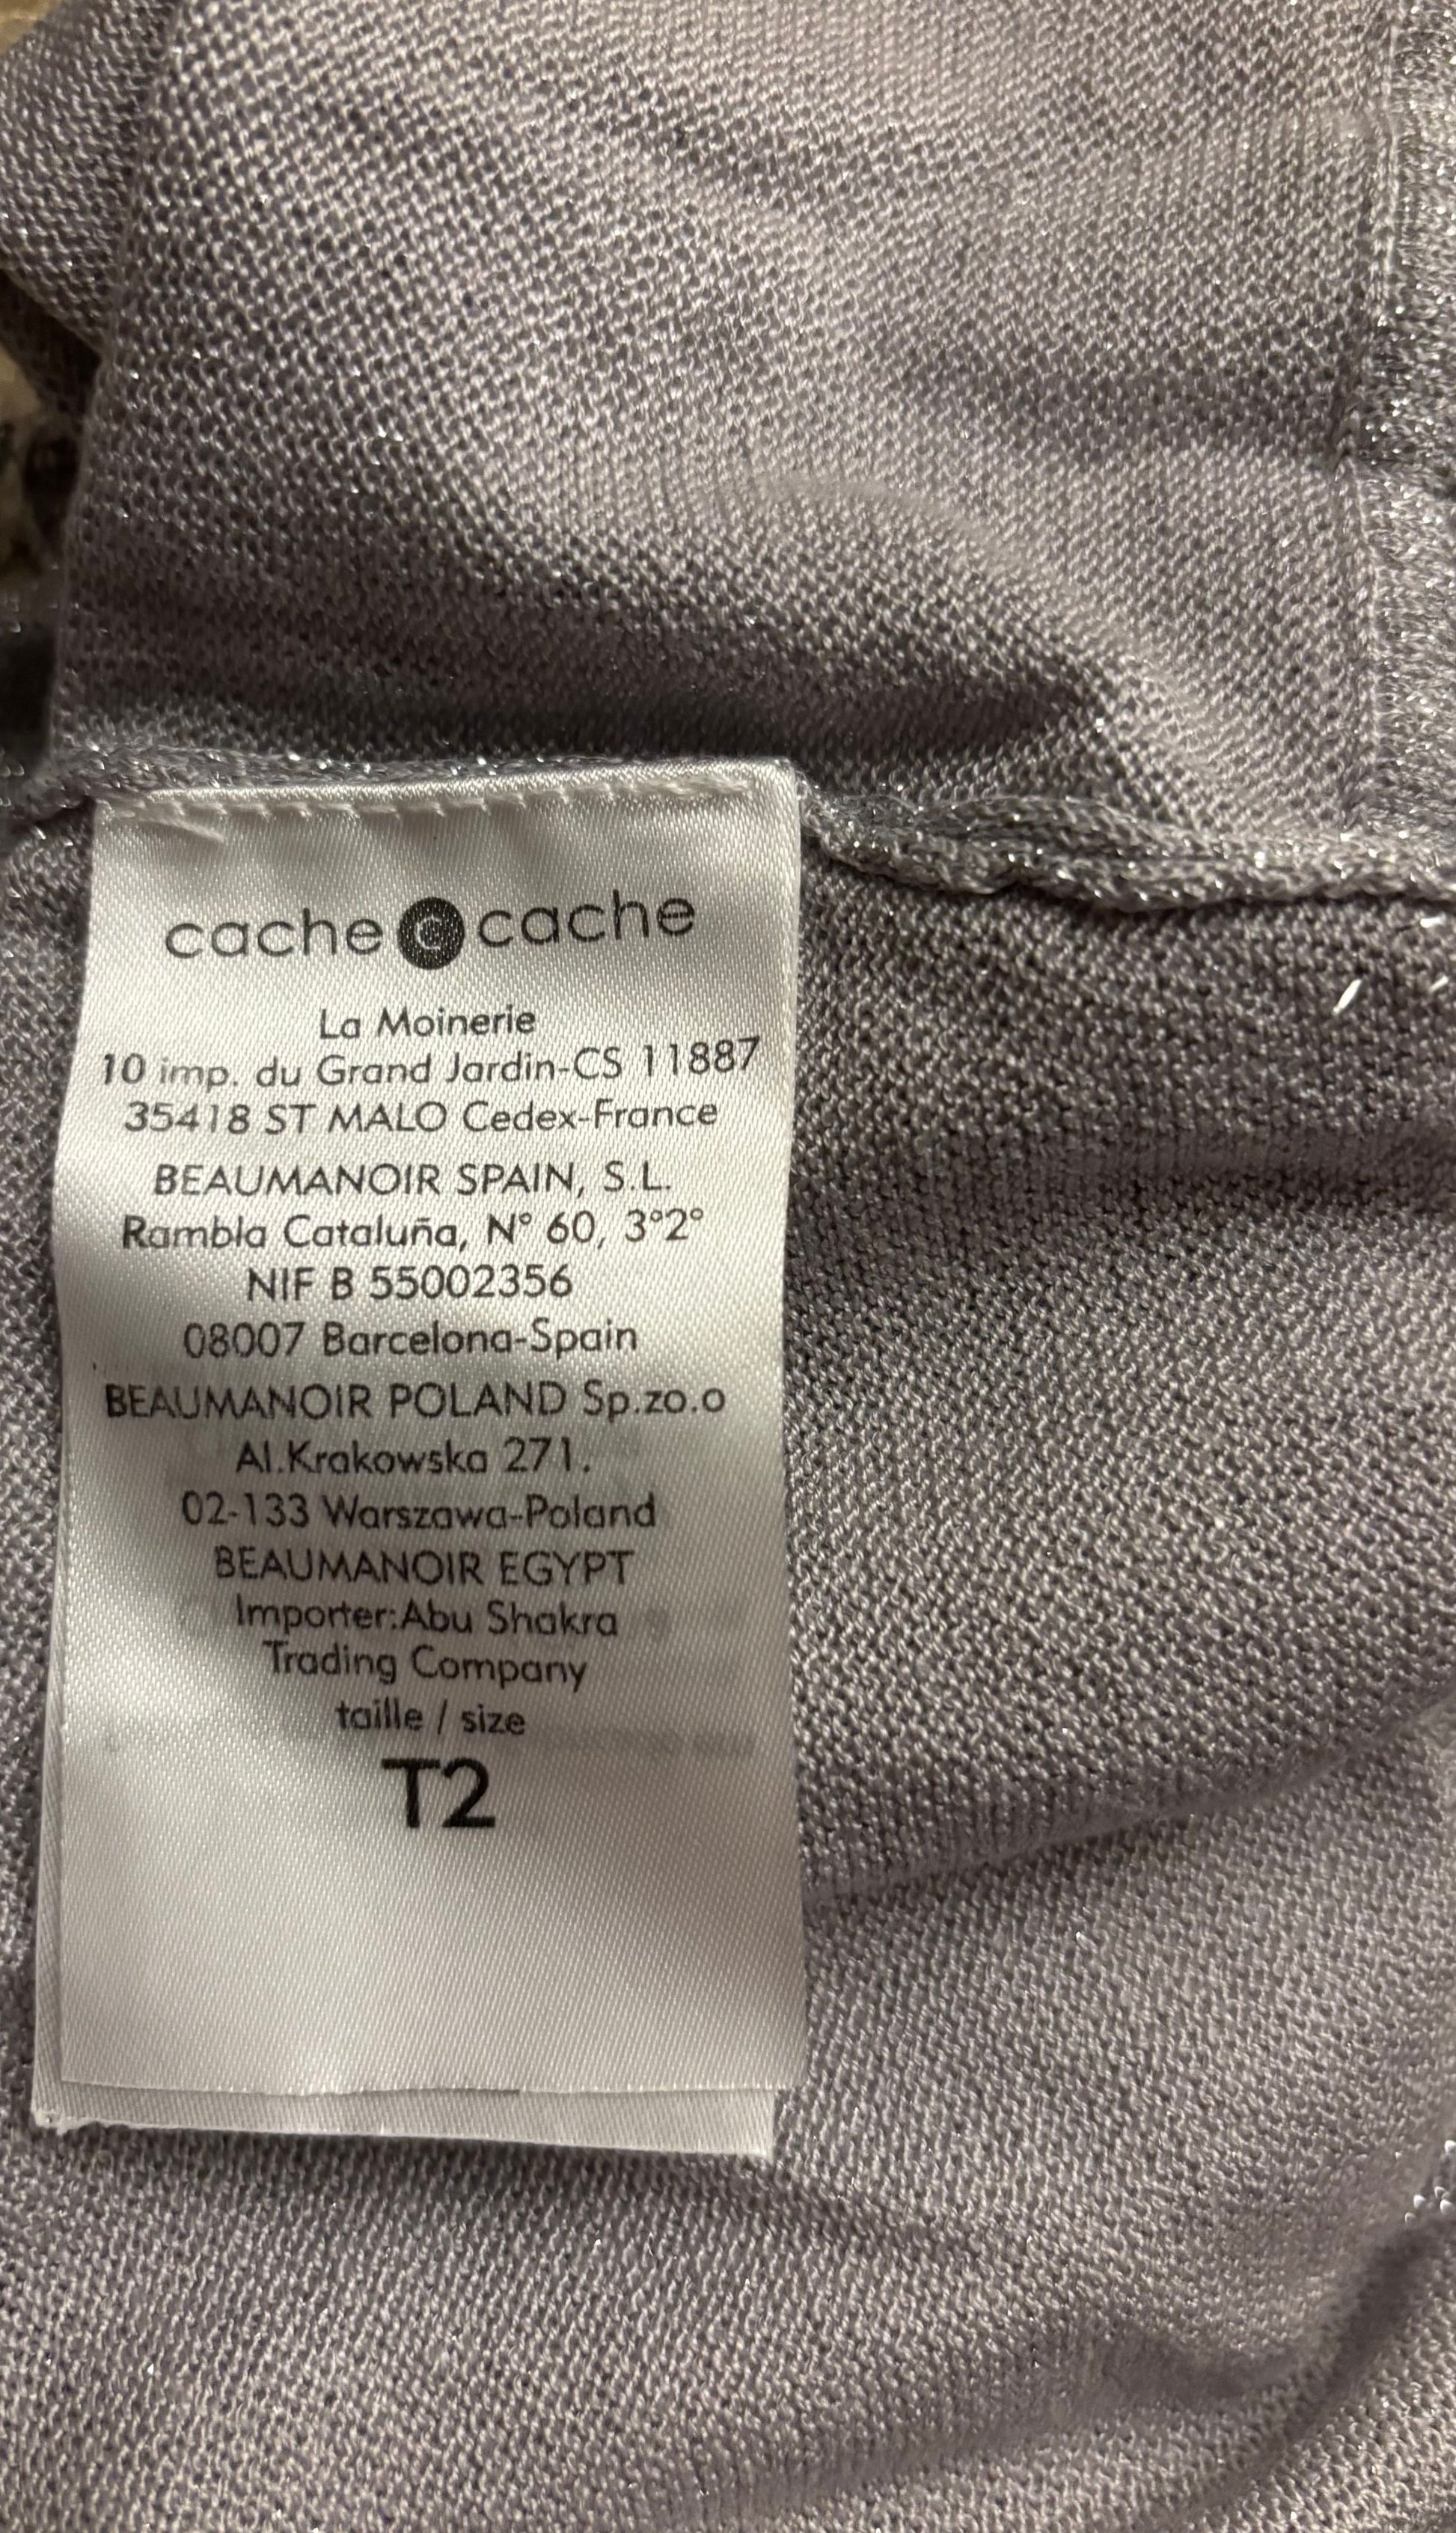 cache c cache
La Moinerie
10 imp. du Grand Jardin-CS 11887
35418 ST MALO Cedex-France
BEAUMANOIR SPAIN, S.L.
Rambla Cataluña, N° 60, 3°2°
NIF B 55002356
08007 Barcelona-Spain
BEAUMANOIR POLAND Sp.zo.o
Al.Krakowska 271.
02-133 Warszawa-Poland
BEAUMANOIR EGYPT
Importer:Abu Shakra
Trading Company
taille / size
T2